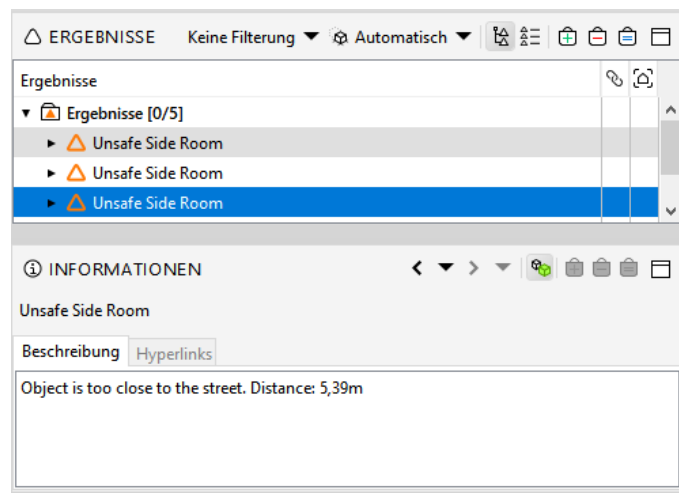 ERGEBNISSE Keine Filterung Automatisch
Ergebnisse
Ergebnisse [0/5]
Unsafe Side Room
Unsafe Side Room
Unsafe Side Room
INFORMATIONEN
Unsafe Side Room
Beschreibung Hyperlinks
Object is too close to the street. Distance: 5,39m